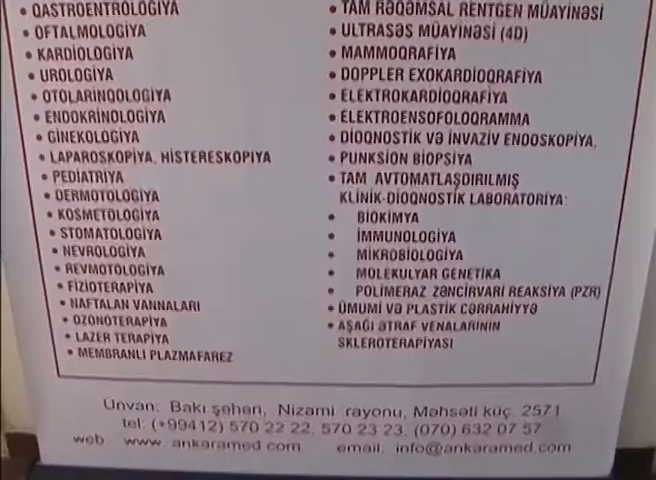 • QASTROENTROLOGİYA
• OFTALMOLOGİYA
• KARDİOLOGİYA
• UROLOGİYA
• OTOLARİNQOLOGİYA
• ENDOKRİNOLOGİYA
• GİNEKOLOGİYA
• LAPAROSKOPİYA, HİSTERESKOPİYA
• PEDİATRİYA
• DERMOTOLOGİYA
• KOSMETOLOGİYA
• STOMATOLOGİYA
• NEVROLOGİYA
• REVMOTOLOGİYA
• FİZİOTERAPİYA
• NAFTALAN VANNALARI
• OZONOTERAPİYA
• LAZER TERAPİYA
• MEMBRANLI PLAZMAFAREZ
• TAM RƏQƏMSAL RENTGEN MÜAYİNƏSİ
• ULTRASƏS MÜAYİNƏSİ (4D)
• MAMMOQRAFİYA
• DOPPLER EXOKARDİOQRAFİYA
• ELEKTROKARDİOQRAFİYA
• ELEKTROENSOFOLOQRAMMA
• DİOQNOSTİK VƏ İNVAZİV ENDOSKOPİYA,
• PUNKSİON BİOPSİYA
• TAM AVTOMATLAŞDIRILMIŞ
KLİNİK-DİOQNOSTİK LABORATORİYA:
• BİOKİMYA
• İMMUNOLOGİYA
• MİKROBİOLOGİYA
• MOLEKULYAR GENETİKA
• POLİMERAZ ZƏNCİRVARİ REAKSİYA (PZR)
• ÜMUMİ VƏ PLASTİK CƏRRAHİYYƏ
• AŞAĞI ƏTRAF VENALARININ
SKLEROTERAPİYASI
Ünvan: Bakı şəhəri, Nizami rayonu, Məhsəti küç. 2571
tel: (+99412) 570 22 22, 570 23 23, (070) 632 07 57
web www.ankaramed.com email: info@ankaramed.com